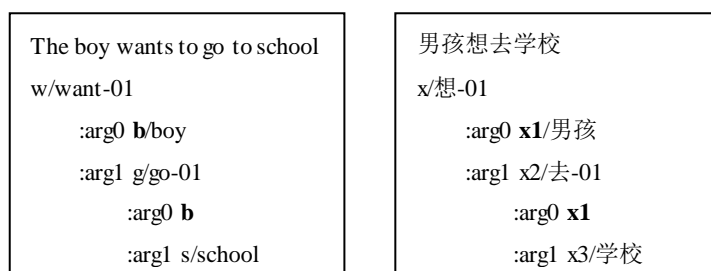 The boy wants to go to school
w/want-01
:arg0 b/boy
:arg1 g/go-01
:arg0 b
:arg1 s/school
男孩想去学校
x/想-01
:arg0 x1/男孩
:arg1 x2/去-01
:arg0 x1
:arg1 x3/学校